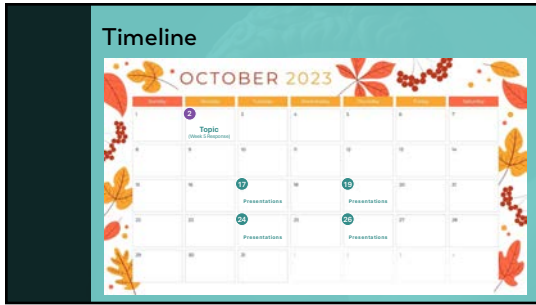 Timeline
OCTOBER 2023
Sunday Monday Tuesday Wednesday Thursday Friday Saturday
1 2 3 4 5 6 7
Topic
(Week 5 Response)
8 9 10 11 12 13 14
15 16 17 18 19 20 21
Presentations Presentations
22 23 24 25 26 27 28
Presentations Presentations
29 30 31